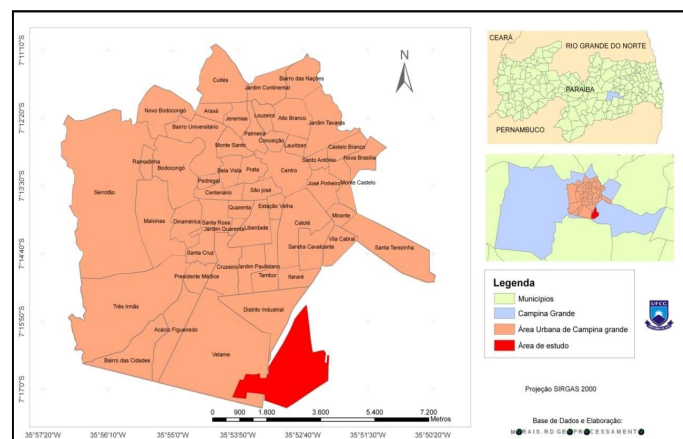 7°11'10"S
7°12'20"S
7°13'30"S
7°14'40"S
7°15'50"S
7°17'0"S
N
Cuités
Bairro das Nações
Jardim Continental
Novo Bodocongó
Araxá
Jeremias
Louzeiro
Alto Branco
Jardim Tavares
Bairro Universitário
Palmeira
Conceição
Lauritzen
Castelo Branco
Monte Santo
Ramadinha
Bodocongó
Bela Vista
Prata
Centro
Santo Antônio
Nova Brasília
Pedregal
Serrotão
Centenário
São josé
José Pinheiro
Monte Castelo
Quarenta
Estação Velha
Malvinas
Dinamérica
Santa Rosa
Jardim Quarenta
Liberdade
Catolé
Mirante
Vila Cabral
Sandra Cavalcante
Santa Terezinha
Santa Cruz
Cruzeiro
Jardim Paulistano
Presidente Médice
Tambor
Itararé
Três Irmãs
Distrito Industrial
Acácio Figueiredo
Bairro das Cidades
Velame
0 900 1.800 3.600 5.400 7.200
Metros
35°57'20"W 35°56'10"W 35°55'0"W 35°53'50"W 35°52'40"W 35°51'30"W 35°50'20"W
CEARÁ
RIO GRANDE DO NORTE
PARAÍBA
PERNAMBUCO
Legenda
Municípios
Campina Grande
Área Urbana de Campina grande
Área de estudo
UFCG
Projeção SIRGAS 2000
Base de Dados e Elaboração: